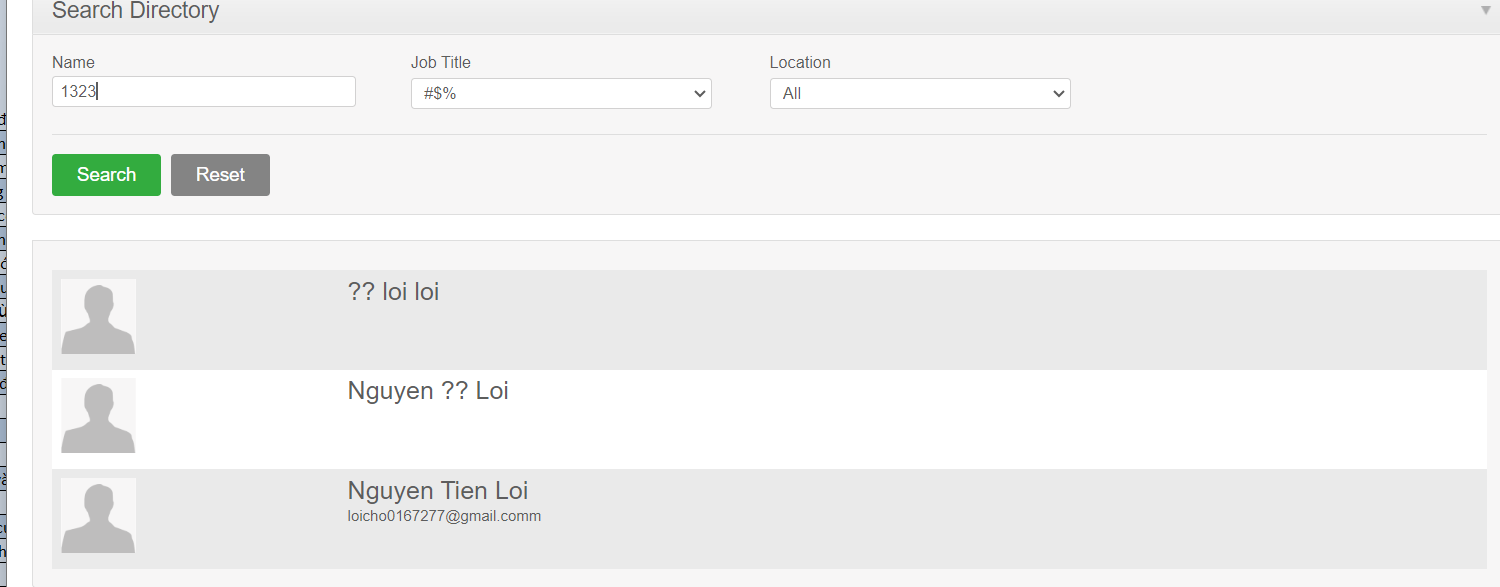 Search Directory
Name
Job Title
Location
1323
#$%
All
Search
Reset
?? loi loi
Nguyen ?? Loi
Nguyen Tien Loi
loicho0167277@gmail.comm